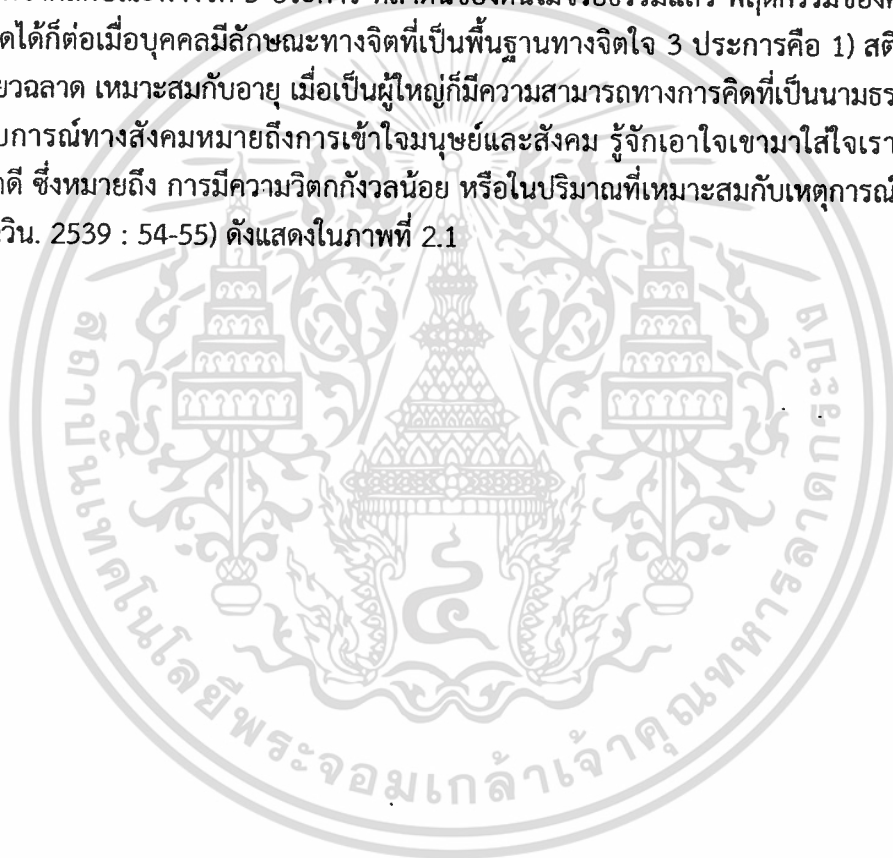 ดได้ก็ต่อเมื่อบุคคลมีลักษณะทางจิตที่เป็นพื้นฐานทางจิตใจ 3 ประการคือ 1) สติ
ยวฉลาด เหมาะสมกับอายุ เมื่อเป็นผู้ใหญ่ก็มีความสามารถทางการคิดที่เป็นนามธร
บการณ์ทางสังคมหมายถึงการเข้าใจมนุษย์และสังคม รู้จักเอาใจเขามาใส่ใจเรา
าดี ซึ่งหมายถึง การมีความวิตกกังวลน้อย หรือในปริมาณที่เหมาะสมกับเหตุการณ์
วิน. 2539 : 54-55) ดังแสดงในภาพที่ 2.1
สถาบันเทคโนโลยีพระจอมเกล้าเจ้าคุณทหารลาดกระบัง